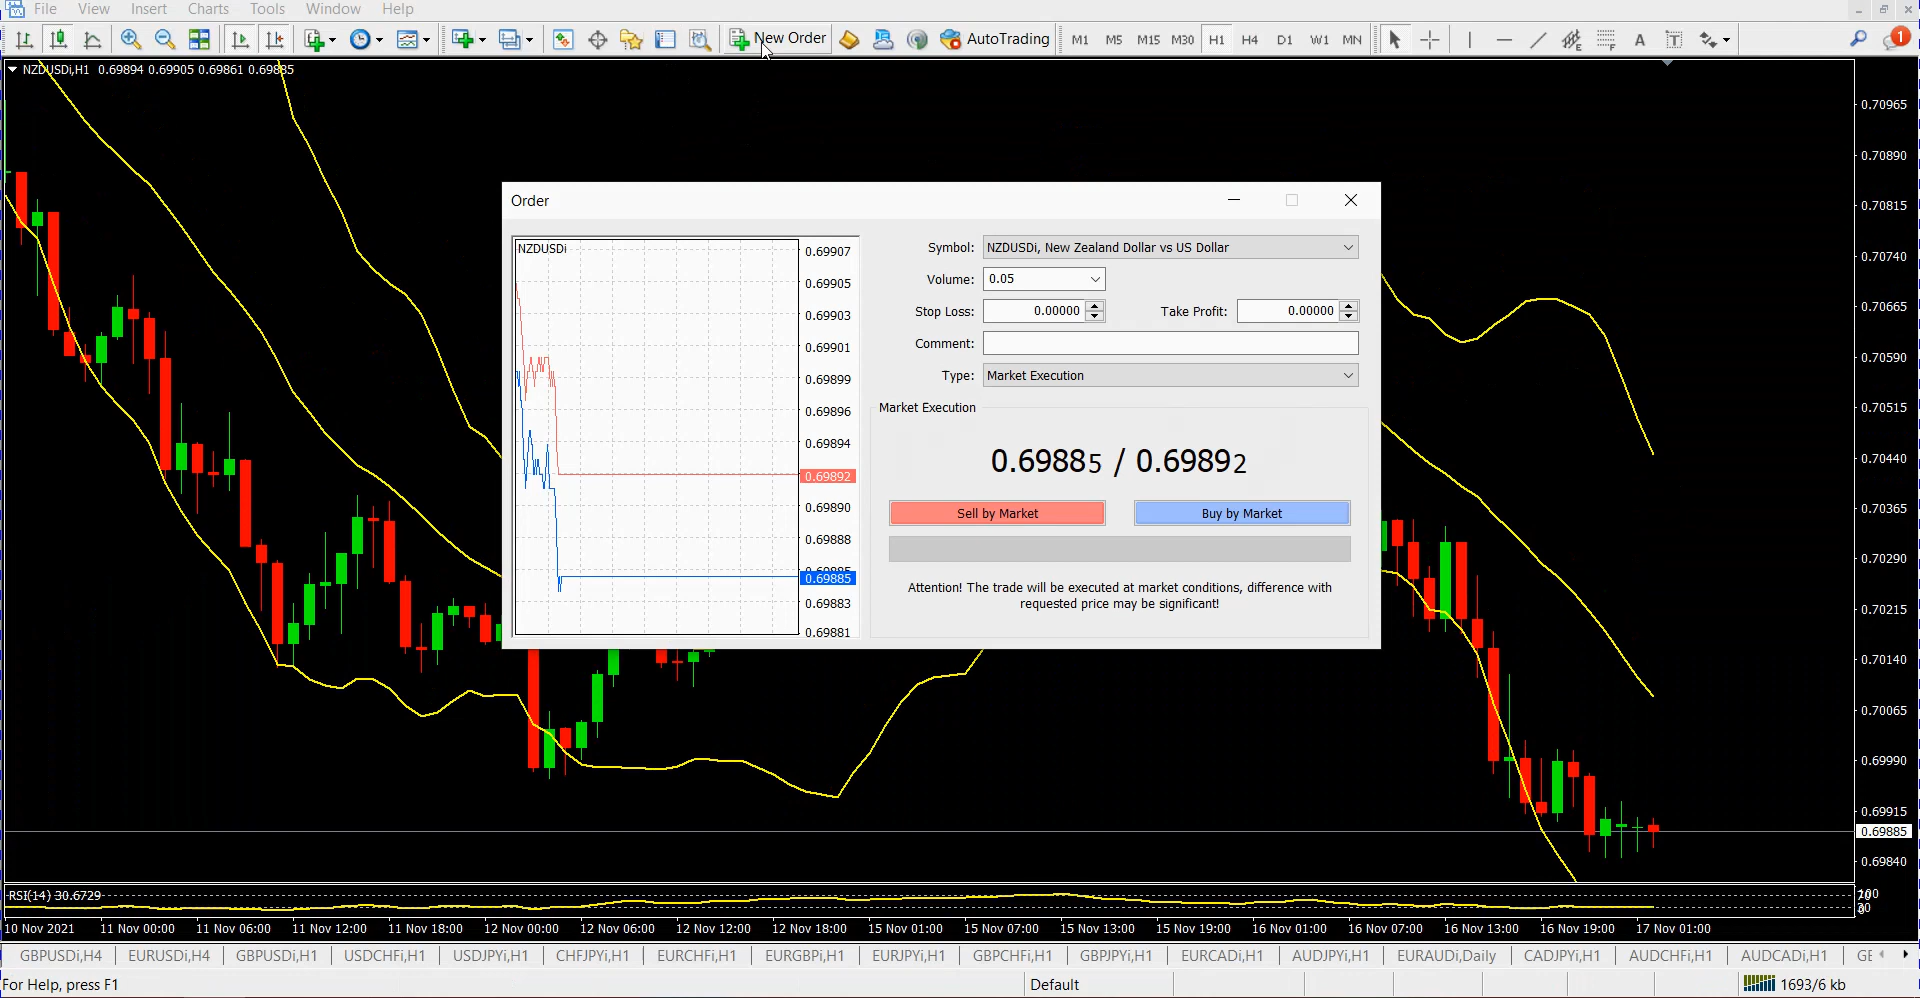 File View Insert Charts Tools Window Help
New Order AutoTrading M1 M5 M15 M30 H1 H4 D1 W1 MN A T 1
NZDUSDi,H1 0.69894 0.69905 0.69861 0.69885
0.70965
0.70890
0.70815
0.70740
0.70665
0.70590
0.70515
0.70440
0.70365
0.70290
0.70215
0.70140
0.70065
0.69990
0.69915
0.69885
0.69840
Order
NZDUSDi
0.69907
0.69905
0.69903
0.69901
0.69899
0.69896
0.69894
0.69892
0.69890
0.69888
0.69885
0.69885
0.69883
0.69881
Symbol: NZDUSDi, New Zealand Dollar vs US Dollar
Volume: 0.05
Stop Loss: 0.00000 Take Profit: 0.00000
Comment:
Type: Market Execution
Market Execution
0.69885 / 0.69892
Sell by Market Buy by Market
Attention! The trade will be executed at market conditions, difference with
requested price may be significant!
RSI(14) 30.6729
100
30
10 Nov 2021 11 Nov 00:00 11 Nov 06:00 11 Nov 12:00 11 Nov 18:00 12 Nov 00:00 12 Nov 06:00 12 Nov 12:00 12 Nov 18:00 15 Nov 01:00 15 Nov 07:00 15 Nov 13:00 15 Nov 19:00 16 Nov 01:00 16 Nov 07:00 16 Nov 13:00 16 Nov 19:00 17 Nov 01:00
GBPUSDi,H4 EURUSDi,H4 GBPUSDi,H1 USDCHFi,H1 USDJPYi,H1 CHFJPYi,H1 EURCHFi,H1 EURGBPi,H1 EURJPYi,H1 GBPCHFi,H1 GBPJPYi,H1 EURCADi,H1 AUDJPYi,H1 EURAUDi,Daily CADJPYi,H1 AUDCHFi,H1 AUDCADi,H1 GE
For Help, press F1 Default 1693/6 kb